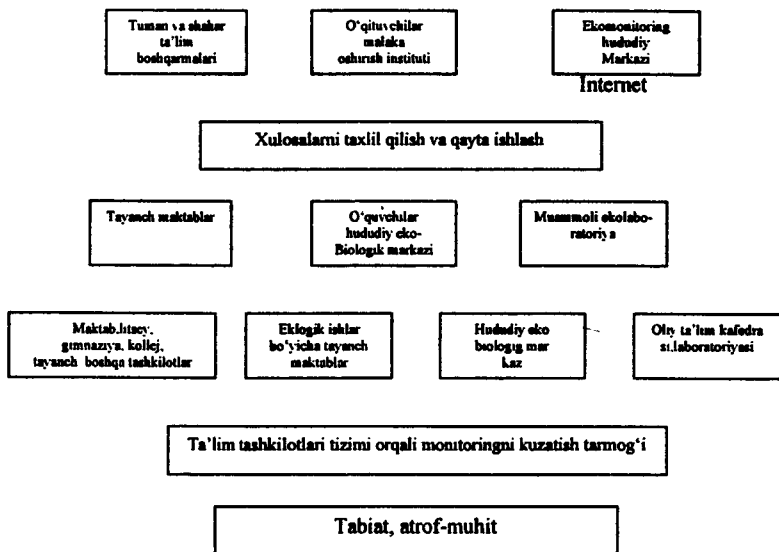 Tuman va shahar
ta'lim
boshqarmalari
O'qituvchilar
malaka
oshirish instituti
Ekomonitoring
hududiy
Markazi
Internet
Xulosalarni taxlil qilish va qayta ishlash
Tayanch maktablar
O'quvchilar
hududiy eko-
Biologik markazi
Muammoli ekolabo-
ratoriya
Maktab,litsey,
gimnaziya, kollej,
tayanch boshqa tashkilotlar
Eklogik ishlar
bo'yicha tayanch
maktablar
Hududiy eko
biologig mar
kaz
Oliy ta'lim kafedra
si,laboratoriyasi
Ta'lim tashkilotlari tizimi orqali monitoringni kuzatish tarmog'i
Tabiat, atrof-muhit